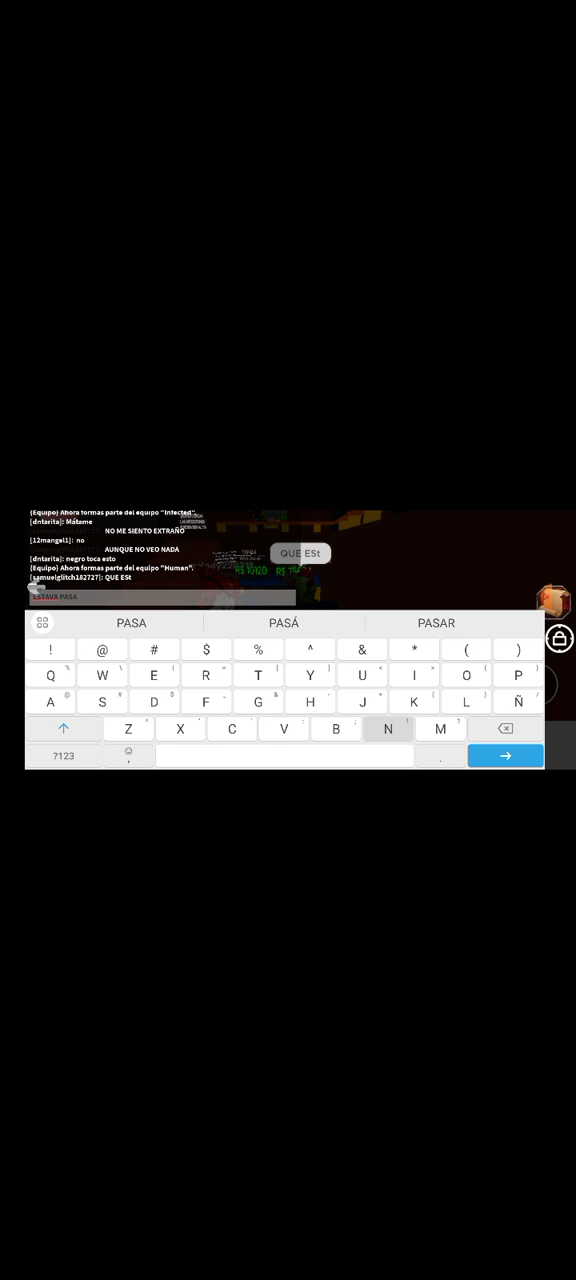 {Equipo} Ahora formas parte del equipo "Infected".
[dntarita]: Mátame
NO ME SIENTO EXTRAÑO
[12mangel1]: no
AUNQUE NO VEO NADA
[dntarita]: negro toca esto
{Equipo} Ahora formas parte del equipo "Human".
[samuelglitch182727]: QUE ESt
QUE ESt
R$ 10120 R$
ESTAVA PASA
PASA PASÁ PASAR
! @ # $ % ^ & * ( )
Q W E R T Y U I O P
A S D F G H J K L Ñ
Z X C V B N M
?123 , .